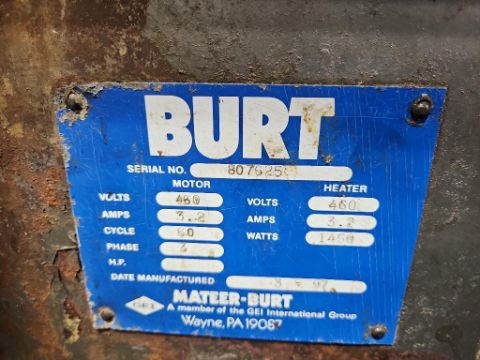 BURT
SERIAL NO.
MOTOR HEATER
VOLTS 460 VOLTS 460
AMPS 3.2 AMPS 3.2
CYCLE 60 WATTS 1450
PHASE
H.P.
DATE MANUFACTURED
GEI MATEER-BURT
A member of the GEI International Group
Wayne, PA 19087